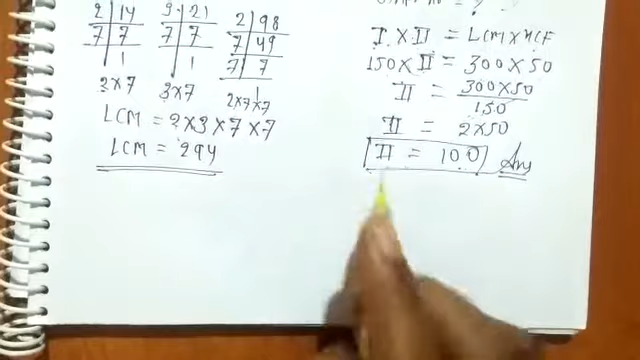 2 | 14
7 | 7
1
2×7
3 | 21
7 | 7
1
3×7
2 | 98
7 | 49
7 | 7
1
2×7×7
LCM = 2×3×7×7
LCM = 294
I × II = LCM × HCF
150 × II = 300 × 50
II = 300×50
150
II = 2×50
II = 100 Ans